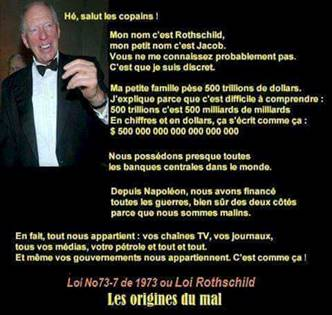 Hé, salut les copains !
Mon nom c'est Rothschild,
mon petit nom c'est Jacob.
Vous ne me connaissez probablement pas.
C'est que je suis discret.
Ma petite famille pèse 500 trillions de dollars.
J'explique parce que c'est difficile à comprendre :
500 trillions c'est 500 milliards de milliards
En chiffres et en dollars, ça s'écrit comme ça :
$ 500 000 000 000 000 000 000
Nous possédons presque toutes
les banques centrales dans le monde.
Depuis Napoléon, nous avons financé
toutes les guerres, bien sûr des deux côtés
parce que nous sommes malins.
En fait, tout nous appartient : vos chaînes TV, vos journaux,
tous vos médias, votre pétrole et tout et tout.
Et même vos gouvernements nous appartiennent. C'est comme ça !
Loi No73-7 de 1973 ou Loi Rothschild
Les origines du mal